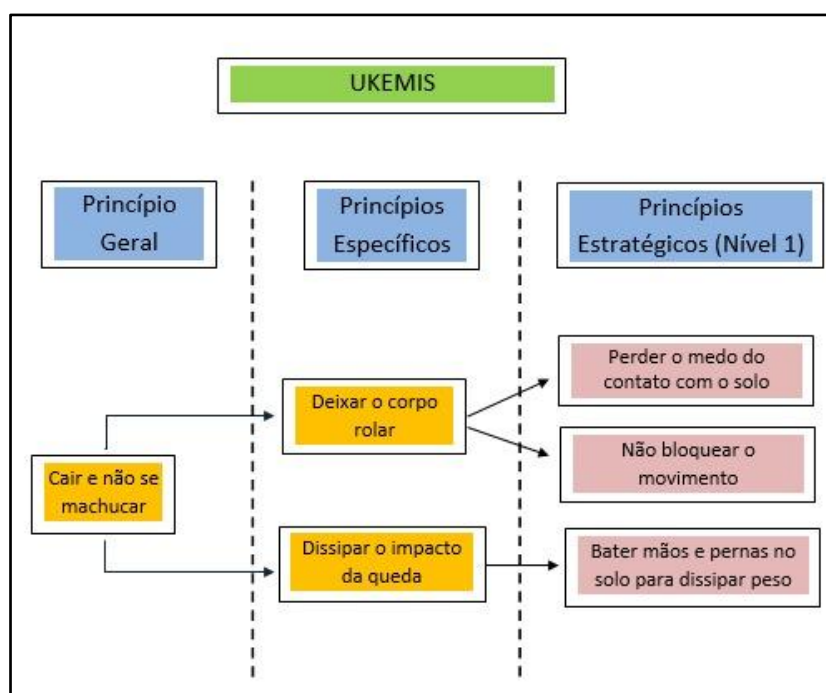 UKEMIS
Princípio
Geral
Princípios
Específicos
Princípios
Estratégicos (Nível 1)
Perder o medo do
contato com o solo
Deixar o corpo
rolar
Não bloquear o
movimento
Cair e não se
machucar
Dissipar o impacto
da queda
Bater mãos e pernas no
solo para dissipar peso